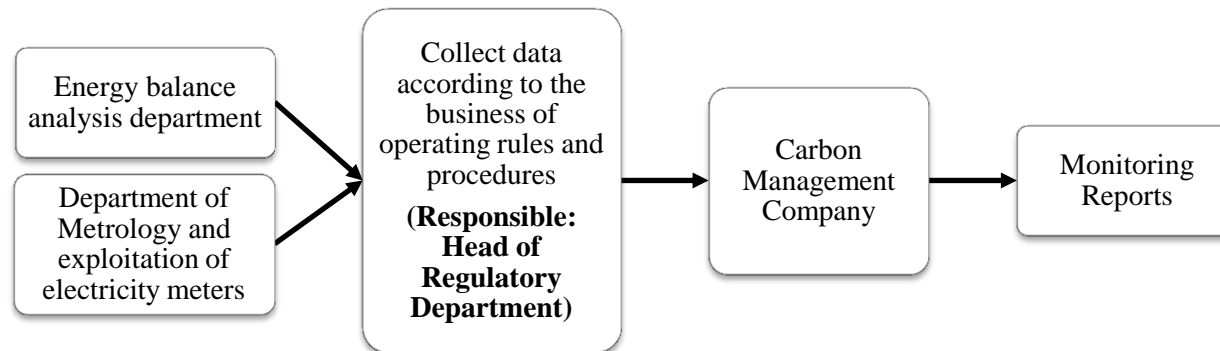 Energy balance
analysis department
Department of
Metrology and
exploitation of
electricity meters
Collect data
according to the
business of
operating rules and
procedures
(Responsible:
Head of
Regulatory
Department)
Carbon
Management
Company
Monitoring
Reports